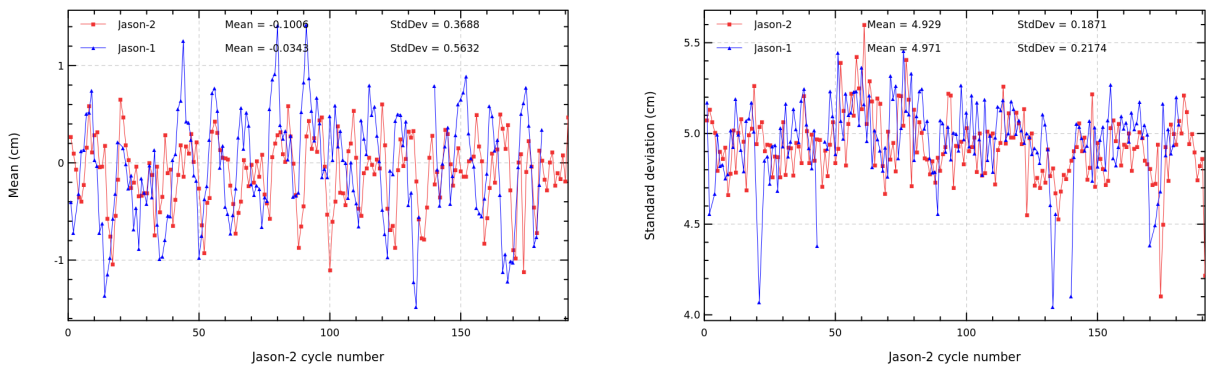 Jason-2 Mean = -0.1006 StdDev = 0.3688
Jason-1 Mean = -0.0343 StdDev = 0.5632
1
0
-1
Mean (cm)
0 50 100 150
Jason-2 cycle number
Jason-2 Mean = 4.929 StdDev = 0.1871
Jason-1 Mean = 4.971 StdDev = 0.2174
5.5
5.0
4.5
4.0
Standard deviation (cm)
0 50 100 150
Jason-2 cycle number